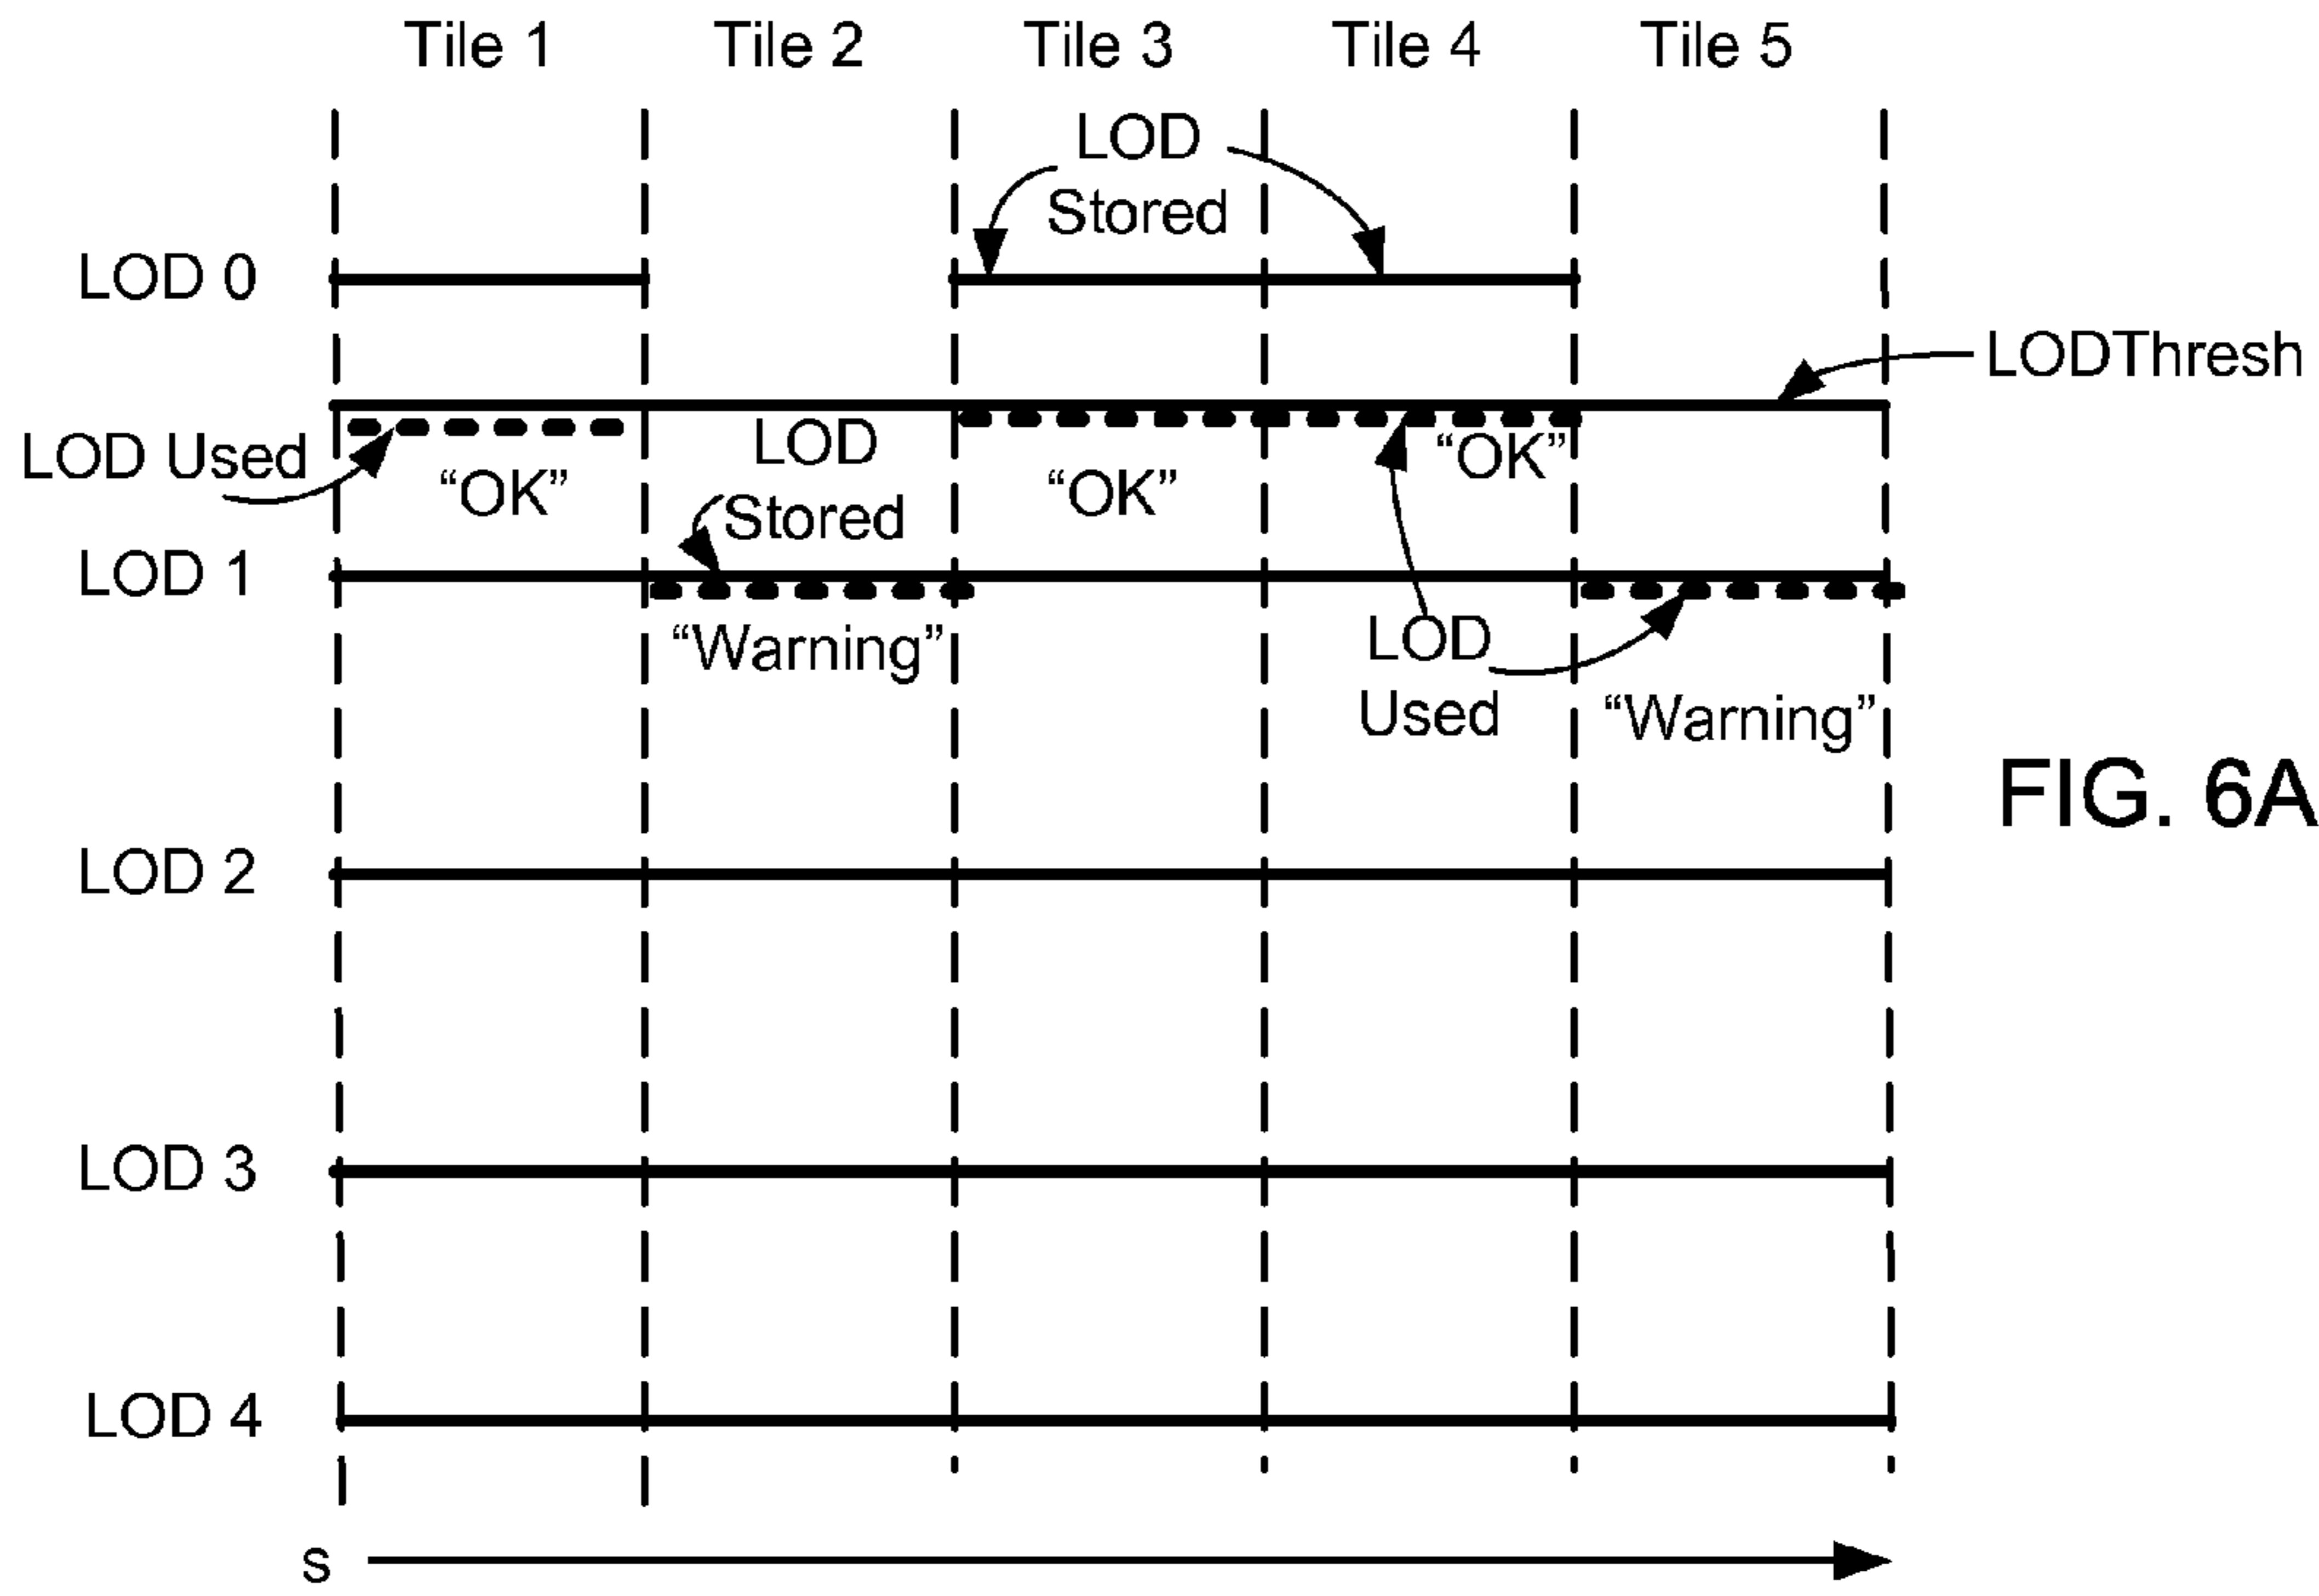 Tile 1 Tile 2 Tile 3 Tile 4 Tile 5
LOD
Stored
LOD 0
LODThresh
LOD Used
“OK”
LOD
Stored
“OK”
“OK”
LOD 1
“Warning”
LOD
Used
“Warning”
FIG. 6A
LOD 2
LOD 3
LOD 4
s